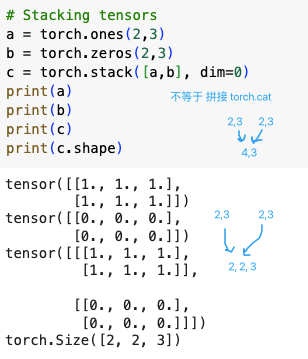 # Stacking tensors
a = torch.ones(2,3)
b = torch.zeros(2,3)
c = torch.stack([a,b], dim=0)
print(a)
print(b)
print(c)
print(c.shape)
不等于 拼接 torch.cat
2,3 2,3
4,3
tensor([[1., 1., 1.],
        [1., 1., 1.]])
tensor([[0., 0., 0.],
        [0., 0., 0.]])
tensor([[[1., 1., 1.],
         [1., 1., 1.]],

        [[0., 0., 0.],
         [0., 0., 0.]]])
torch.Size([2, 2, 3])
2,3 2,3
2, 2, 3